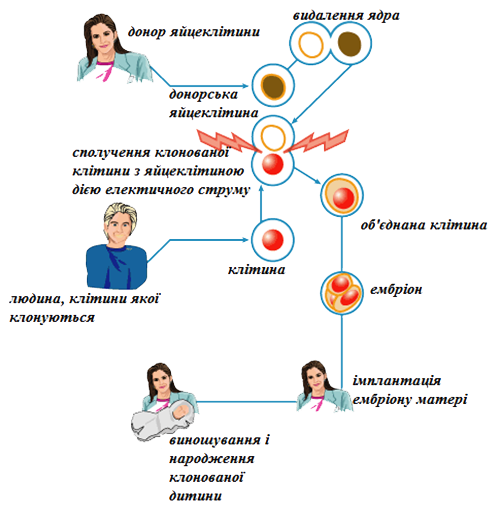 видалення ядра
донор яйцеклітини
донорська
яйцеклітина
сполучення клонованої
клітини з яйцеклітиною
дією електичного струму
об'єднана клітина
клітина
ембріон
людина, клітини якої
клонуються
імплантація
ембріону матері
виношування і
народження
клонованої
дитини